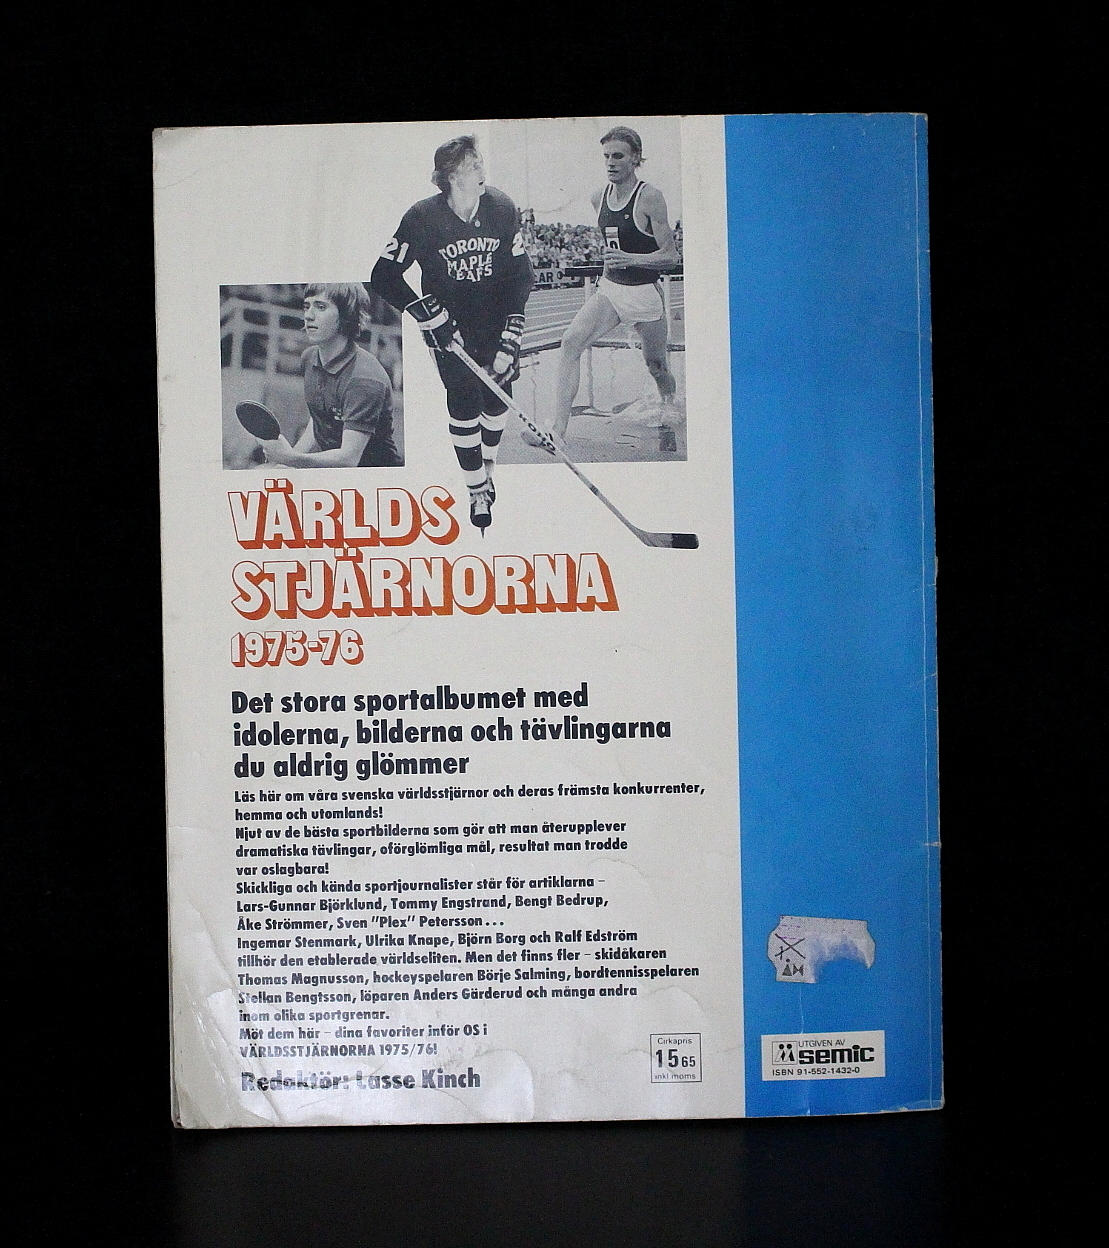 21
TORONTO
MAPLE
LEAFS
VÄRLDS
STJÄRNORNA
1975-76
Det stora sportalbumet med
idolerna, bilderna och tävlingarna
du aldrig glömmer
Läs här om våra svenska världsstjärnor och deras främsta konkurrenter,
hemma och utomlands!
Njut av de bästa sportbilderna som gör att man återupplever
dramatiska tävlingar, oförglömliga mål, resultat man trodde
var oslagbara!
Skickliga och kända sportjournalister står för artiklarna –
Lars-Gunnar Björklund, Tommy Engstrand, Bengt Bedrup,
Åke Strömmer, Sven ”Plex” Petersson...
Ingemar Stenmark, Ulrika Knape, Björn Borg och Ralf Edström
tillhör den etablerade världseliten. Men det finns fler – skidåkaren
Thomas Magnusson, hockeyspelaren Börje Salming, bordtennisspelaren
Stellan Bengtsson, löparen Anders Gärderud och många andra
inom olika sportgrenar.
Möt dem här – dina favoriter inför OS i
VÄRLDSSTJÄRNORNA 1975/76!
Redaktör: Lasse Kinch
Cirkapris
15 65
inkl moms
ÅH
UTGIVEN AV
semic
ISBN 91-552-1432-0